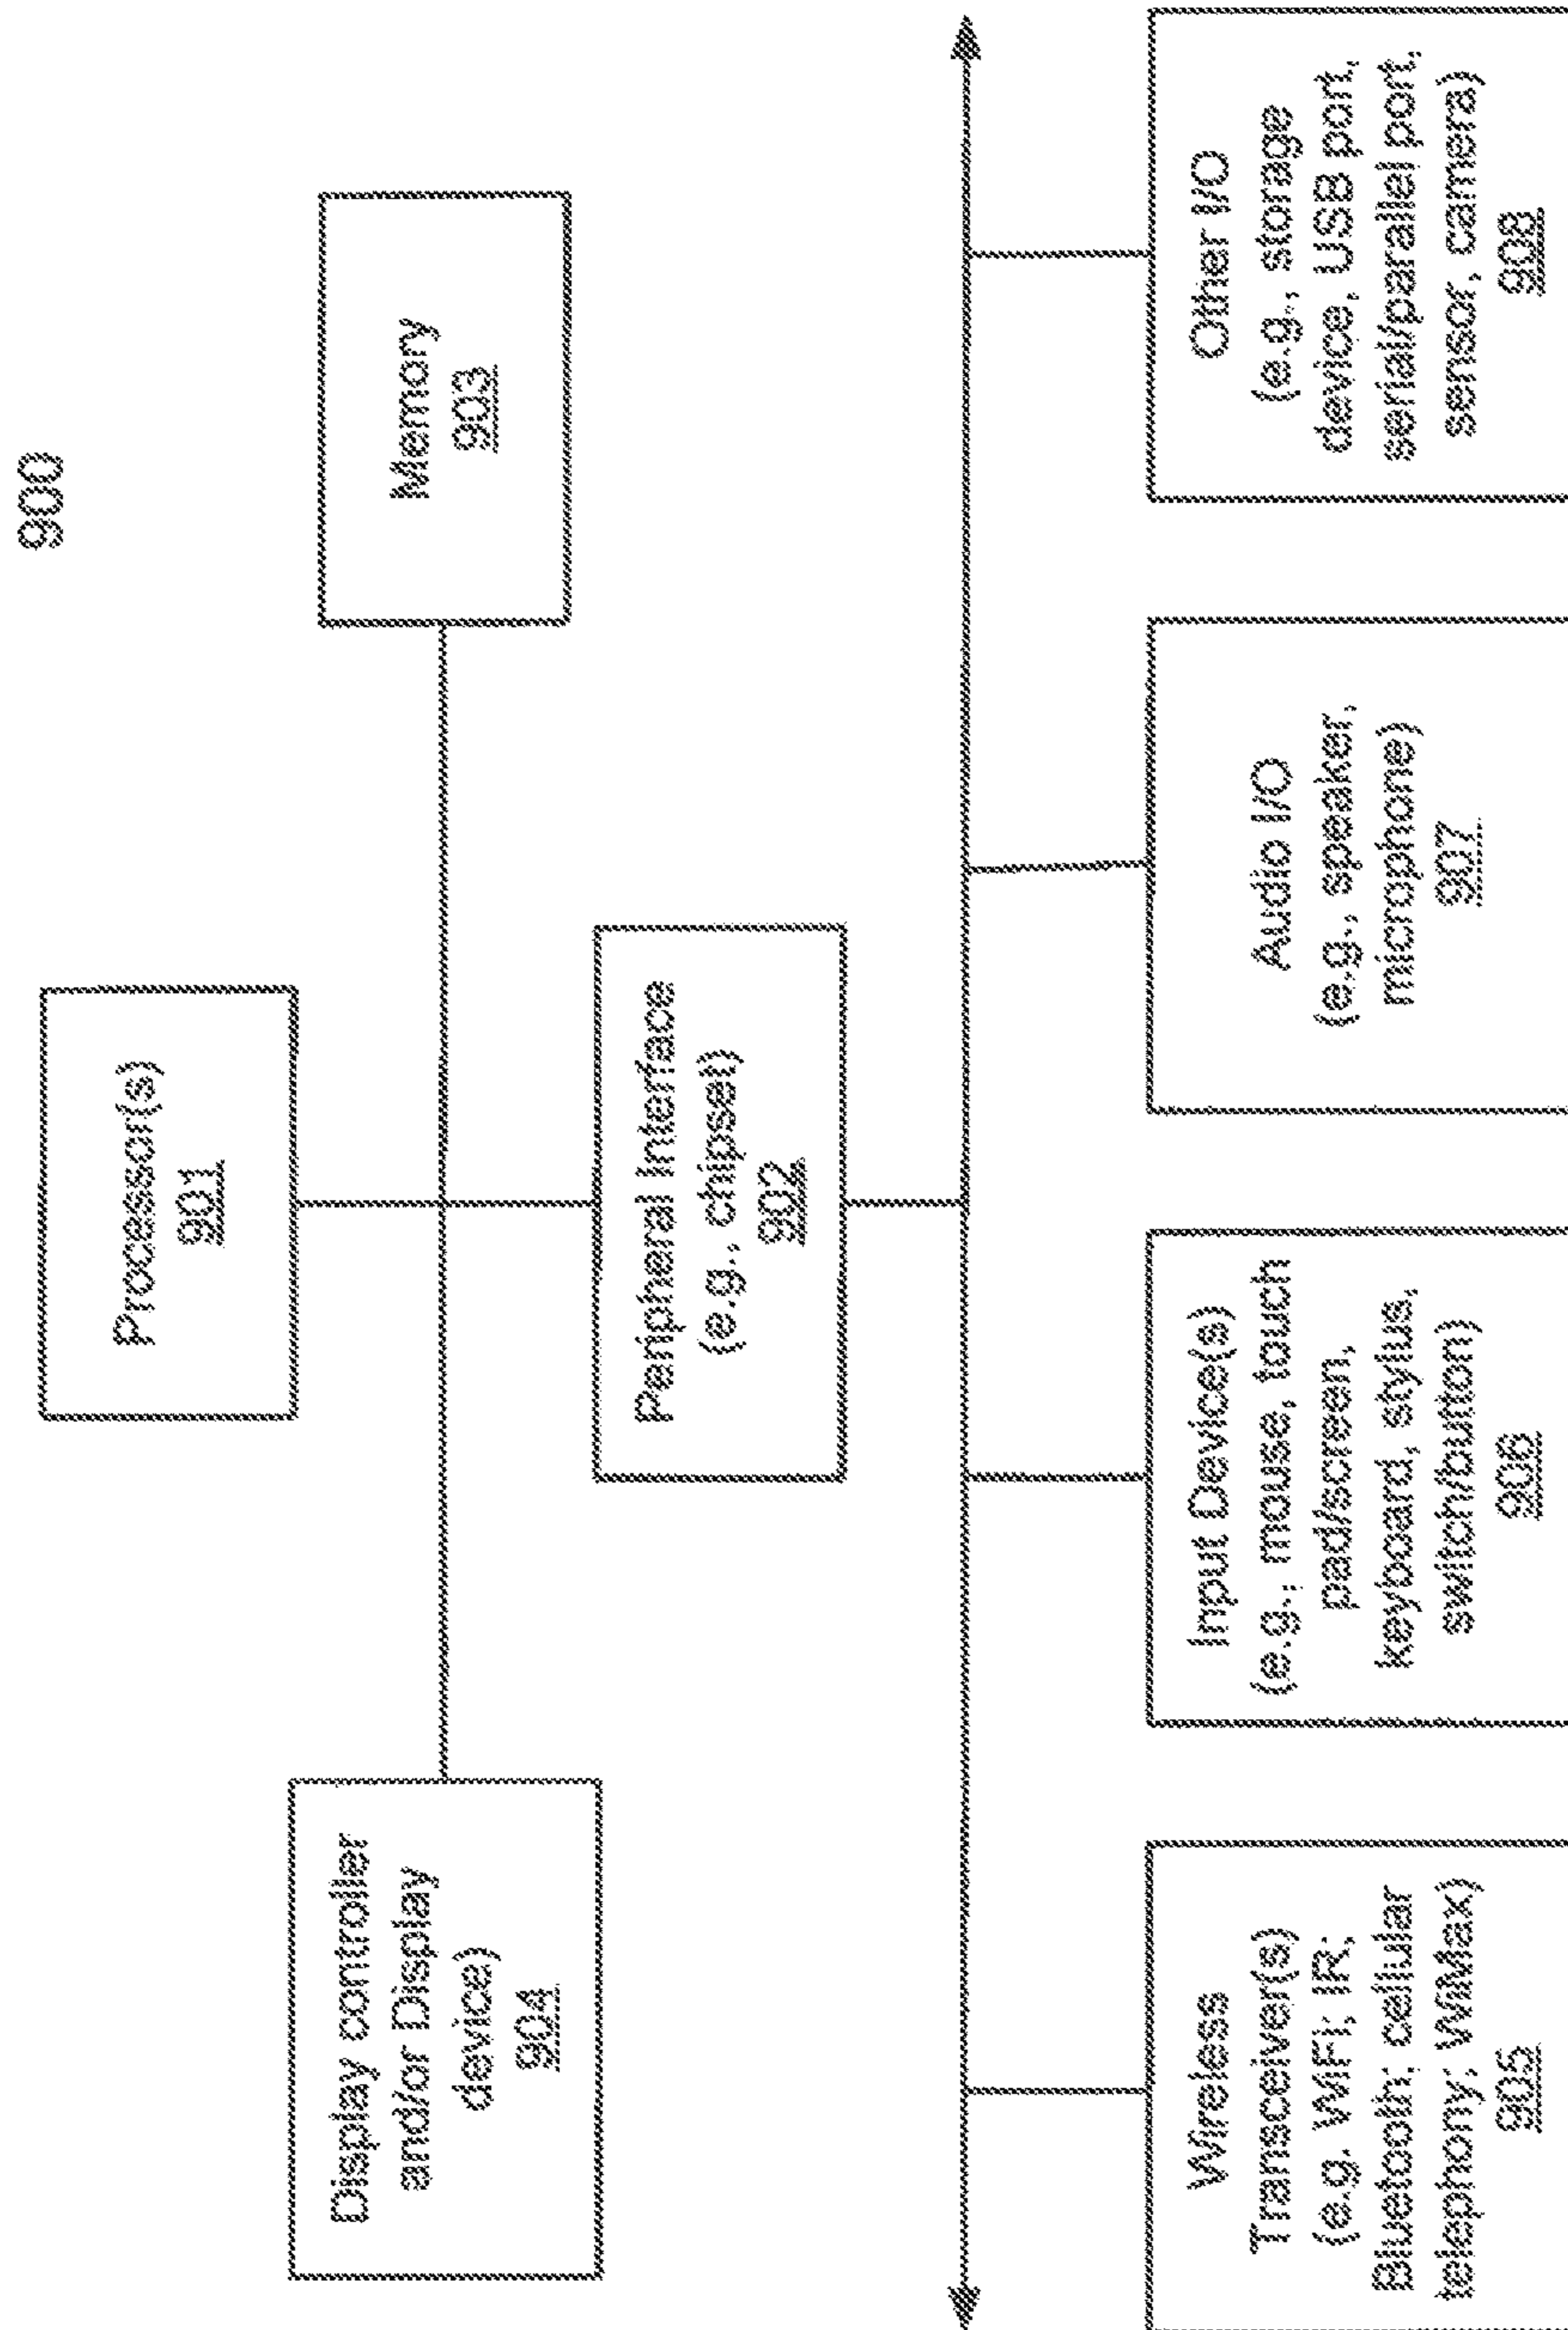 900
Processor(s)
901
Memory
903
Display controller
and/or Display
device)
904
Peripheral Interface
(e.g., chipset)
902
Wireless
Transceiver(s)
(e.g. WiFi; IR;
Bluetooth; cellular
telephony; WiMax)
905
Input Device(s)
(e.g., mouse, touch
pad/screen,
keyboard, stylus,
switch/button)
906
Audio I/O
(e.g., speaker,
microphone)
907
Other I/O
(e.g., storage
device, USB port,
serial/parallel port,
sensor, camera)
908